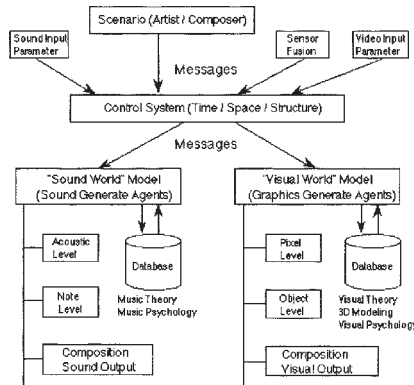 Scenario (Artist / Composer)
Sound Input
Parameter
Sensor
Fusion
Video Input
Parameter
Messages
Control System (Time / Space / Structure)
Messages
"Sound World" Model
(Sound Generate Agents)
"Visual World" Model
(Graphics Generate Agents)
Acoustic
Level
Database
Pixel
Level
Database
Note
Level
Music Theory
Music Psychology
Object
Level
Visual Theory
3D Modeling
Visual Psychology
Composition
Sound Output
Composition
Visual Output